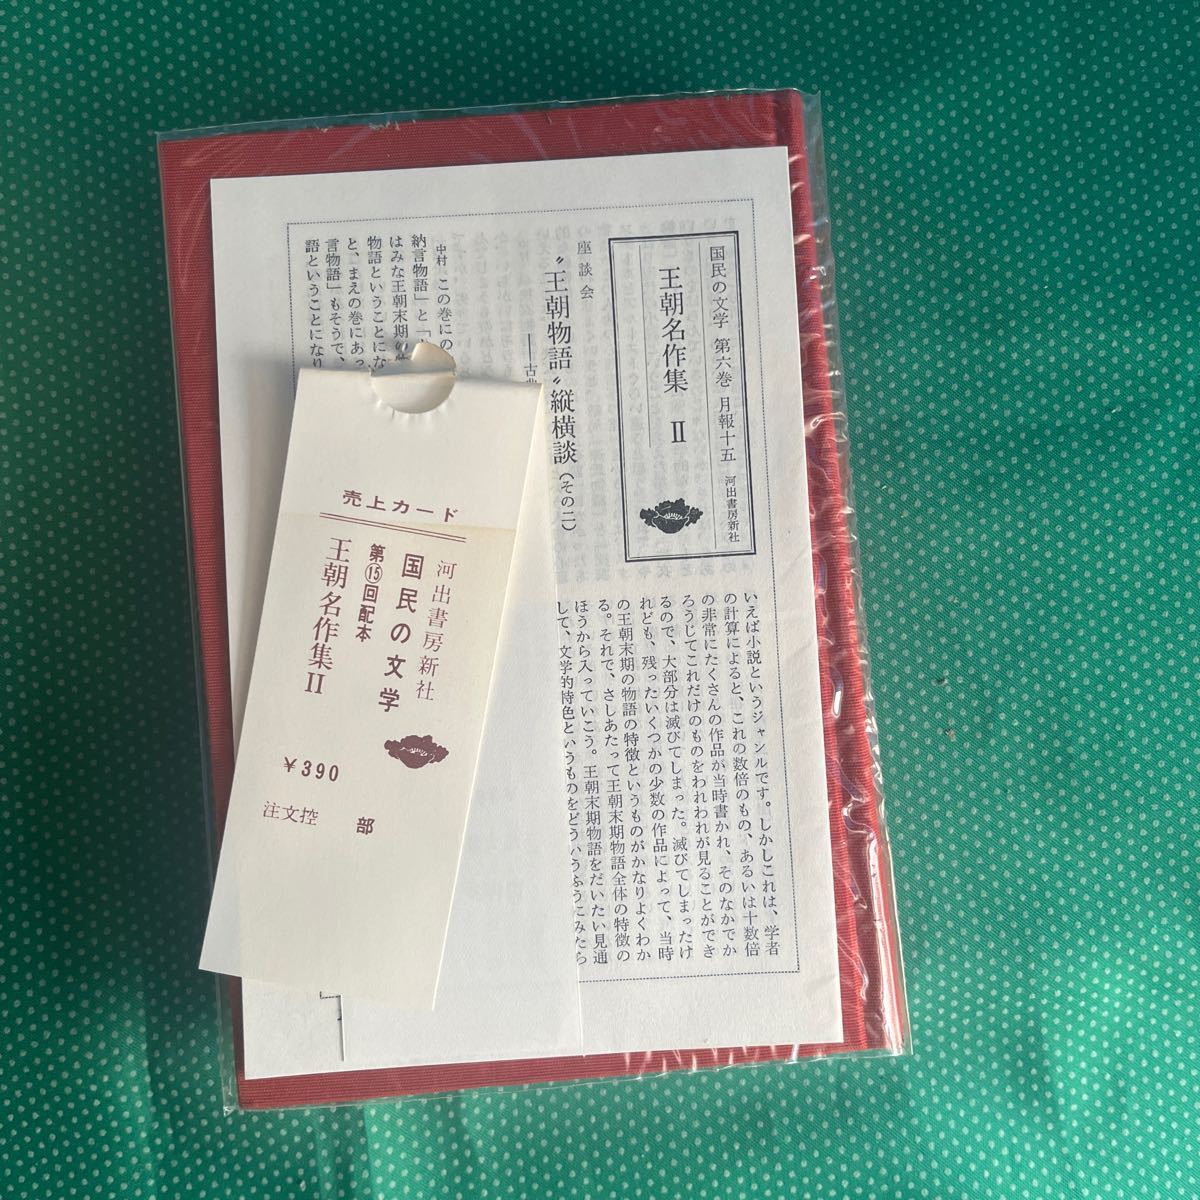 国民の文学 第六巻 月報十五 河出書房新社
王朝名作集 Ⅱ
座談会
〝王朝物語〟縦横談(その二)
――古典
中村 この巻にの
納言物語」と「
はみな王朝末期の
物語ということにな
と、まえの巻にあっ
言物語」もそうで、
語ということになり
いえば小説というジャンルです。しかしこれは、学者
の計算によると、これの数倍のもの、あるいは十数倍
の非常にたくさんの作品が当時書かれ、そのなかでか
ろうじてこれだけのものをわれわれが見ることができ
るので、大部分は滅びてしまった。滅びてしまったけ
れども、残ったいくつかの少数の作品によって、当時
の王朝末期の物語の特徴というものがかなりよくわか
る。それで、さしあたって王朝末期物語全体の特徴の
ほうから入っていこう。王朝末期物語をだいたい見通
して、文学的特色というものをどういうふうにみたら
売上カード
河出書房新社
国民の文学
第⑮回配本
王朝名作集Ⅱ
￥390
注文控 部